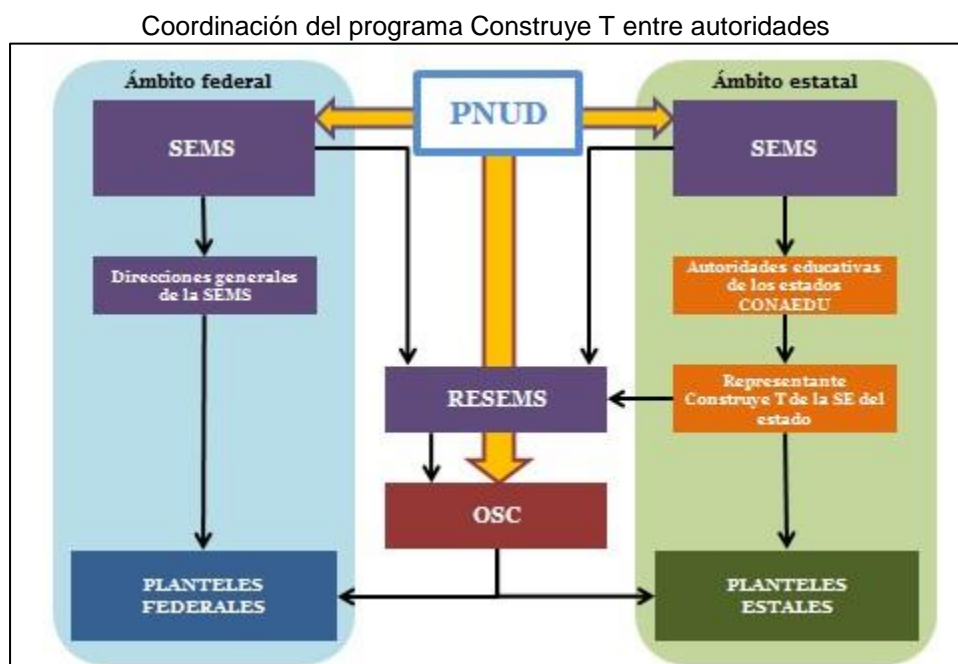 Coordinación del programa Construye T entre autoridades
Ámbito federal
Ámbito estatal
PNUD
SEMS
SEMS
Direcciones generales
de la SEMS
Autoridades educativas
de los estados
CONAEDU
RESEMS
Representante
Construye T de la SE del
estado
OSC
PLANTELES
FEDERALES
PLANTELES
ESTALES